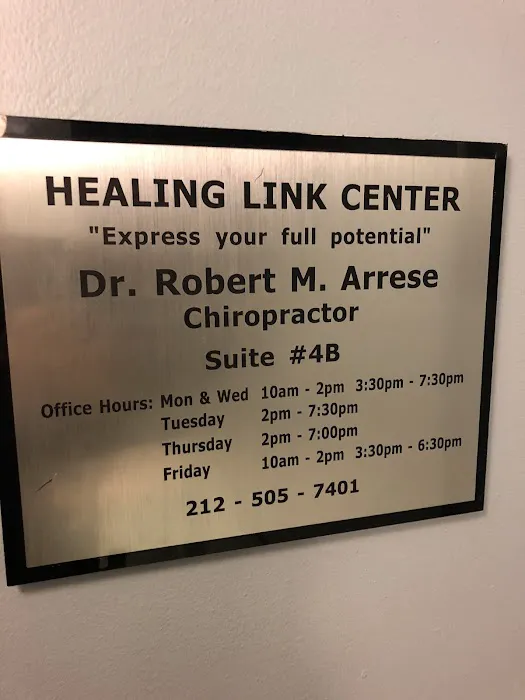 HEALING LINK CENTER
"Express your full potential"
Dr. Robert M. Arrese
Chiropractor
Suite #4B
Office Hours: Mon & Wed 10am - 2pm 3:30pm - 7:30pm
Tuesday 2pm - 7:30pm
Thursday 2pm - 7:00pm
Friday 10am - 2pm 3:30pm - 6:30pm
212 - 505 - 7401